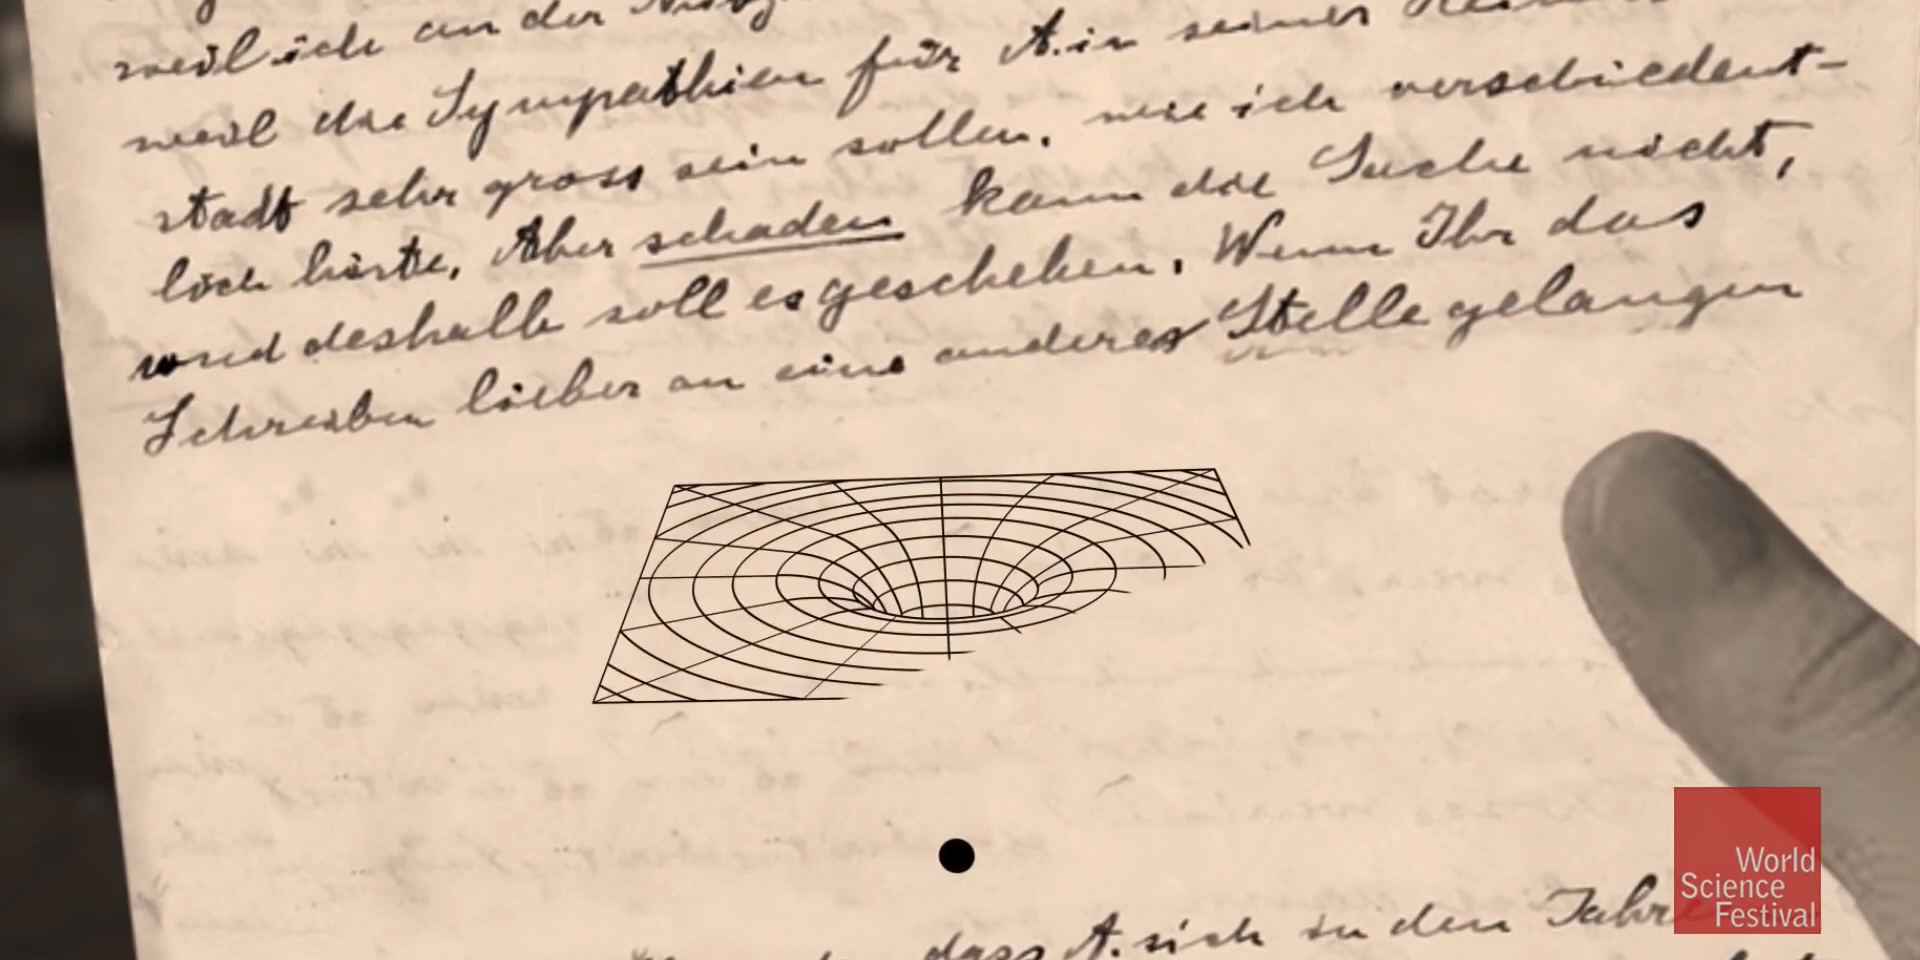 weil ich an der
weil die Sympathien für A. in seiner
stadt sehr gross sein sollen. wie ich verschiedent-
lich hörte. Aber schaden kann die Sache nicht,
und deshalb soll es geschehen. Wenn Ihr das
Schreiben lieber an eine andere Stelle gelangen
dass A. sich in den Jahre
World
Science
Festival